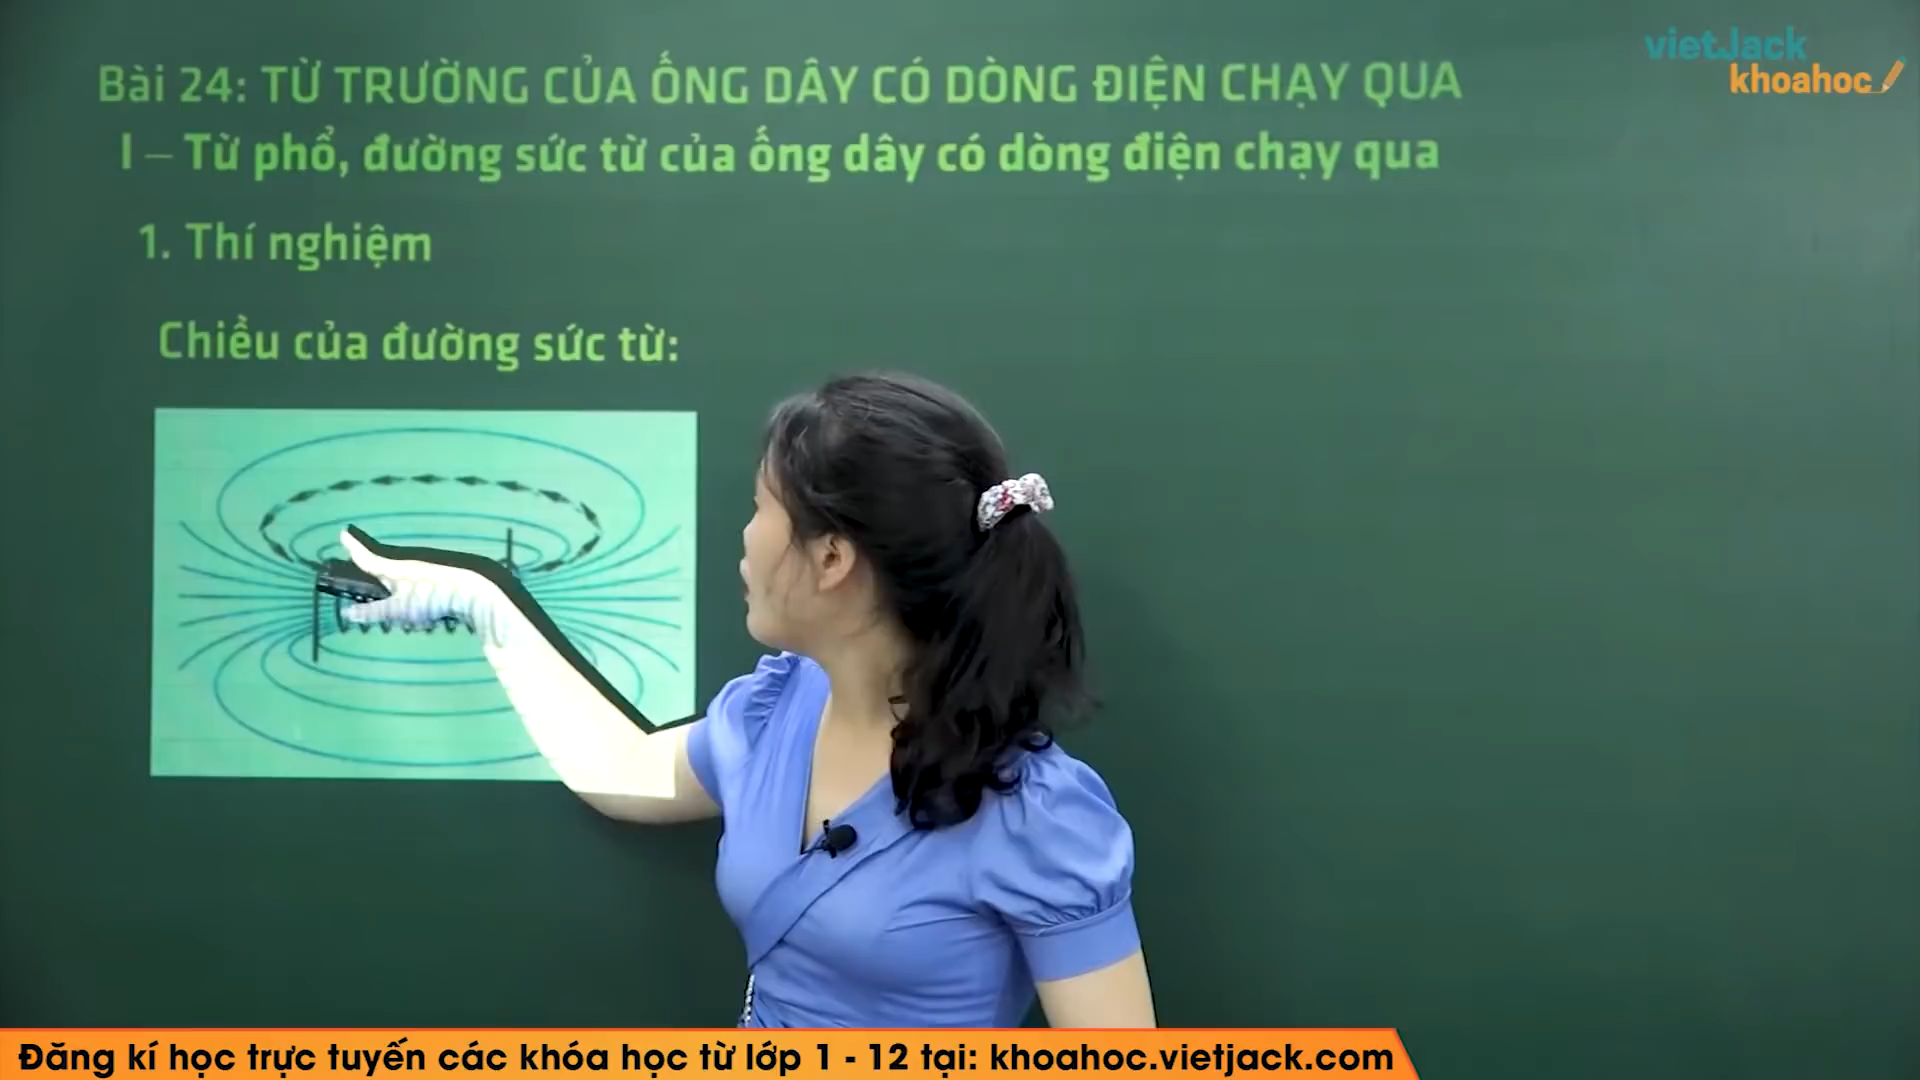 vietJack
khoahoc
Bài 24: TỪ TRƯỜNG CỦA ỐNG DÂY CÓ DÒNG ĐIỆN CHẠY QUA
I – Từ phổ, đường sức từ của ống dây có dòng điện chạy qua
1. Thí nghiệm
Chiều của đường sức từ:
Đăng kí học trực tuyến các khóa học từ lớp 1 - 12 tại: khoahoc.vietjack.com